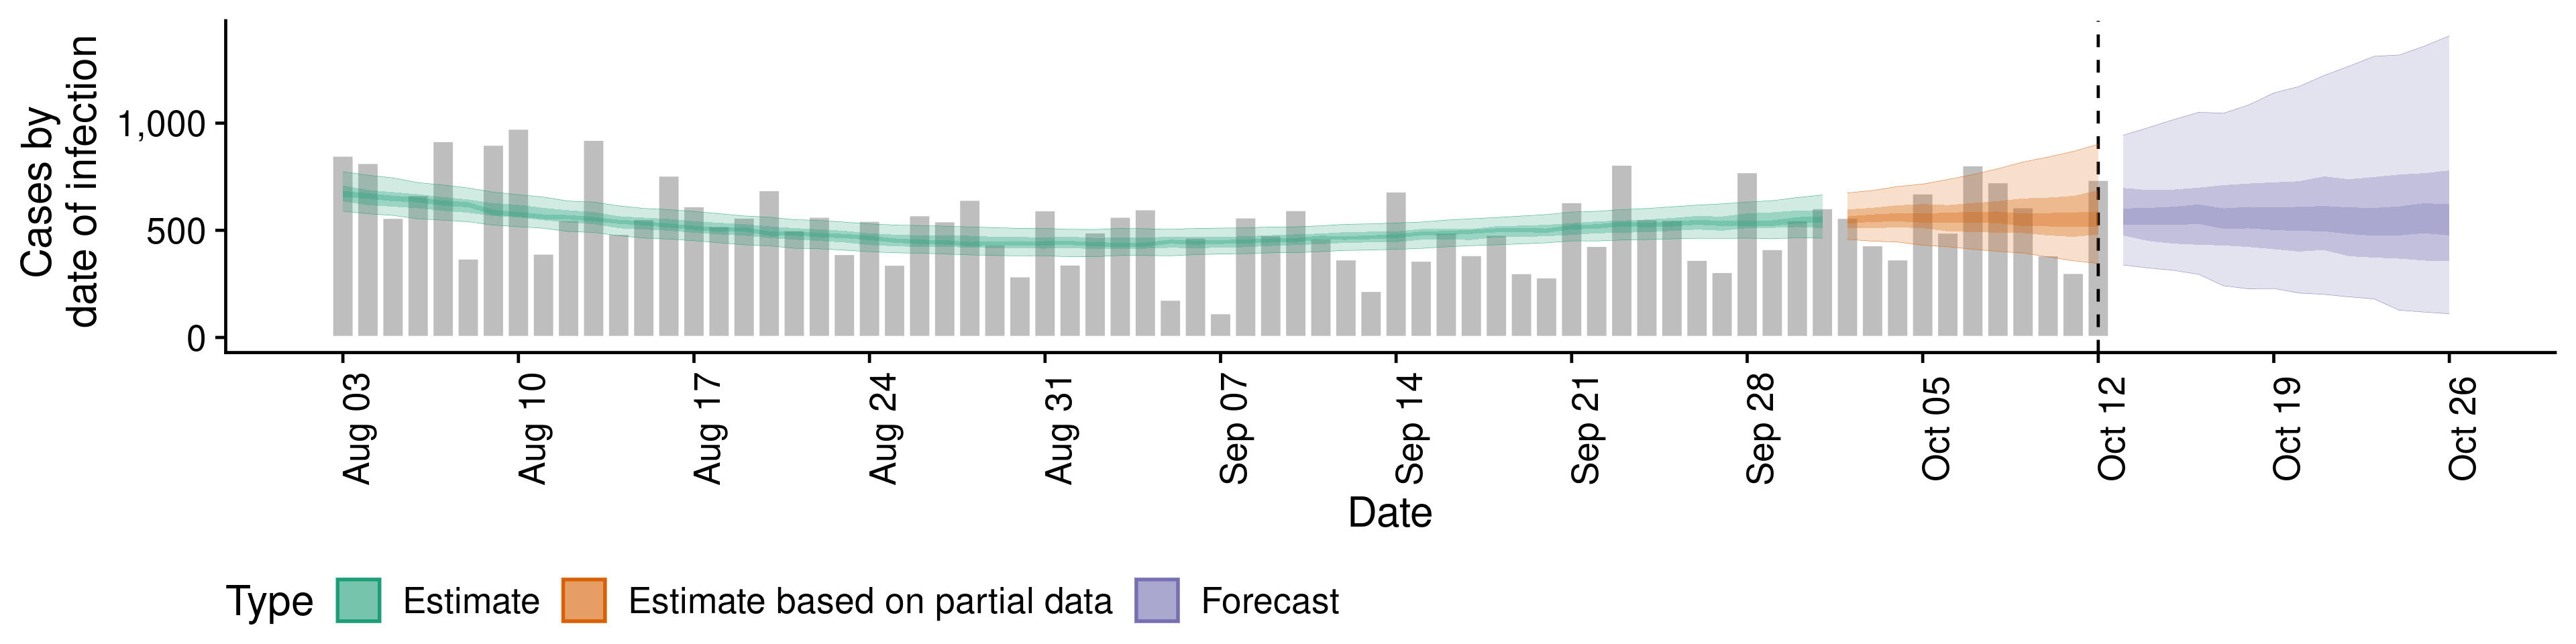 Cases by
date of infection
1,000
500
0
Aug 03
Aug 10
Aug 17
Aug 24
Aug 31
Sep 07
Sep 14
Sep 21
Sep 28
Oct 05
Oct 12
Oct 19
Oct 26
Date
Type Estimate Estimate based on partial data Forecast